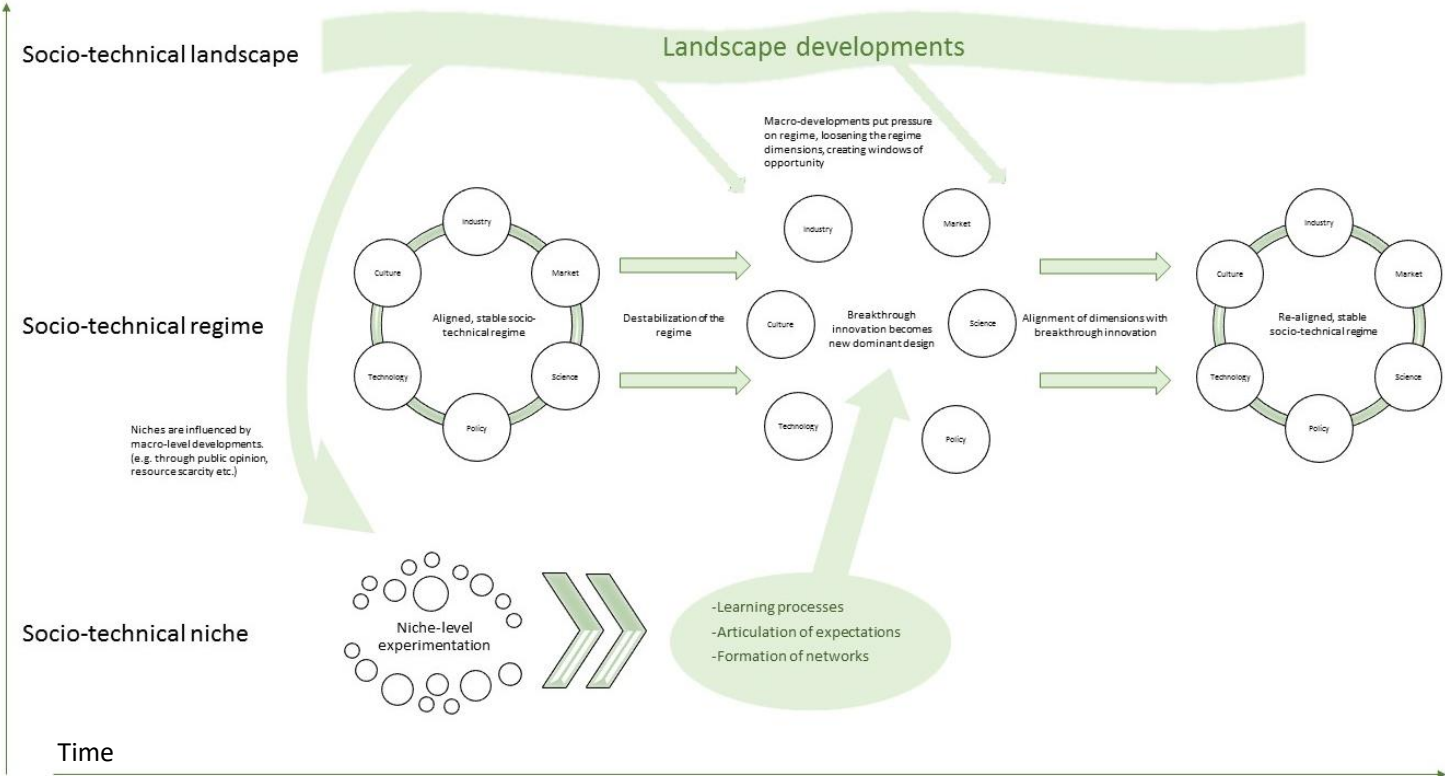 Socio-technical landscape
Landscape developments
Macro-developments put pressure
on regime, loosening the regime
dimensions, creating windows of
opportunity
Socio-technical regime
Industry
Culture
Market
Aligned, stable socio-
technical regime
Technology
Science
Policy
Destabilization of the
regime
Industry
Market
Culture
Breakthrough
innovation becomes
new dominant design
Science
Technology
Policy
Alignment of dimensions with
breakthrough innovation
Industry
Culture
Market
Re-aligned, stable
socio-technical regime
Technology
Science
Policy
Niches are influenced by
macro-level developments.
(e.g. through public opinion,
resource scarcity etc.)
Socio-technical niche
Niche-level
experimentation
-Learning processes
-Articulation of expectations
-Formation of networks
Time